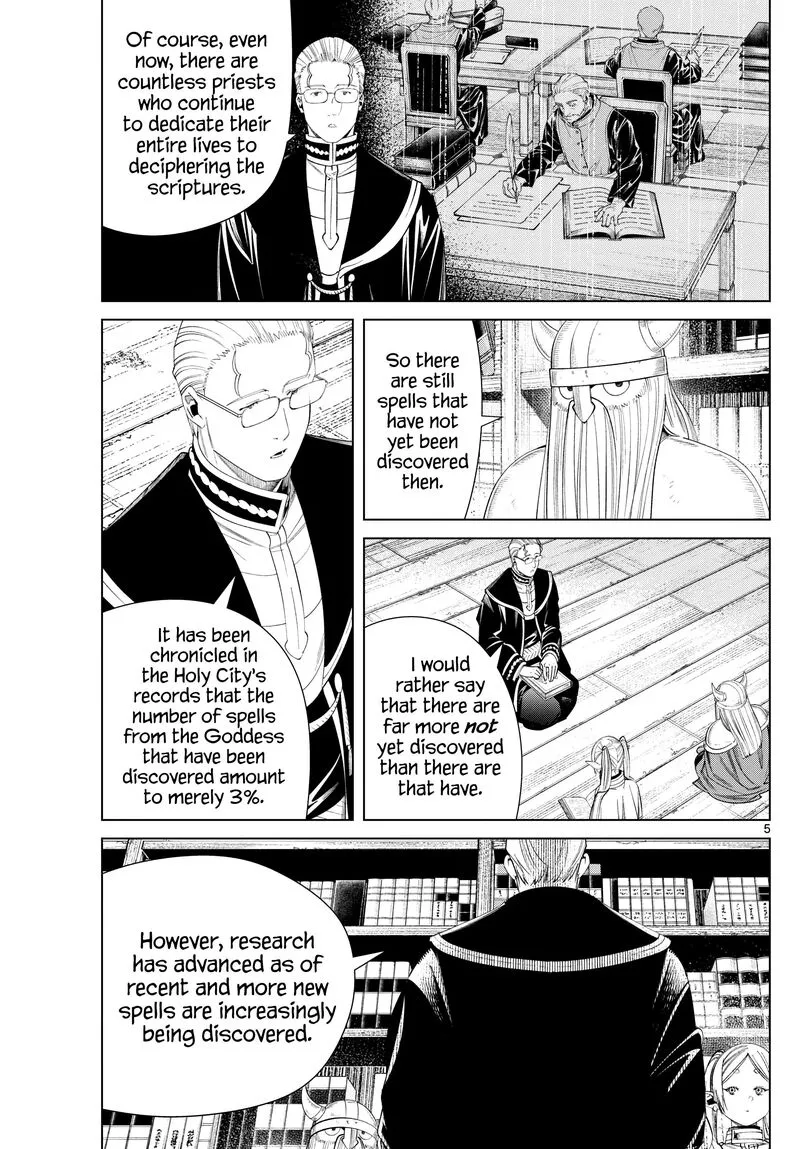 Of course, even
now, there are
countless priests
who continue
to dedicate their
entire lives to
deciphering the
scriptures.
So there
are still
spells that
have not
yet been
discovered
then.
I would
rather say
that there are
far more not
yet discovered
than there are
that have.
It has been
chronicled in
the Holy City's
records that the
number of spells
from the Goddess
that have been
discovered amount
to merely 3%.
5
However, research
has advanced as of
recent and more new
spells are increasingly
being discovered.